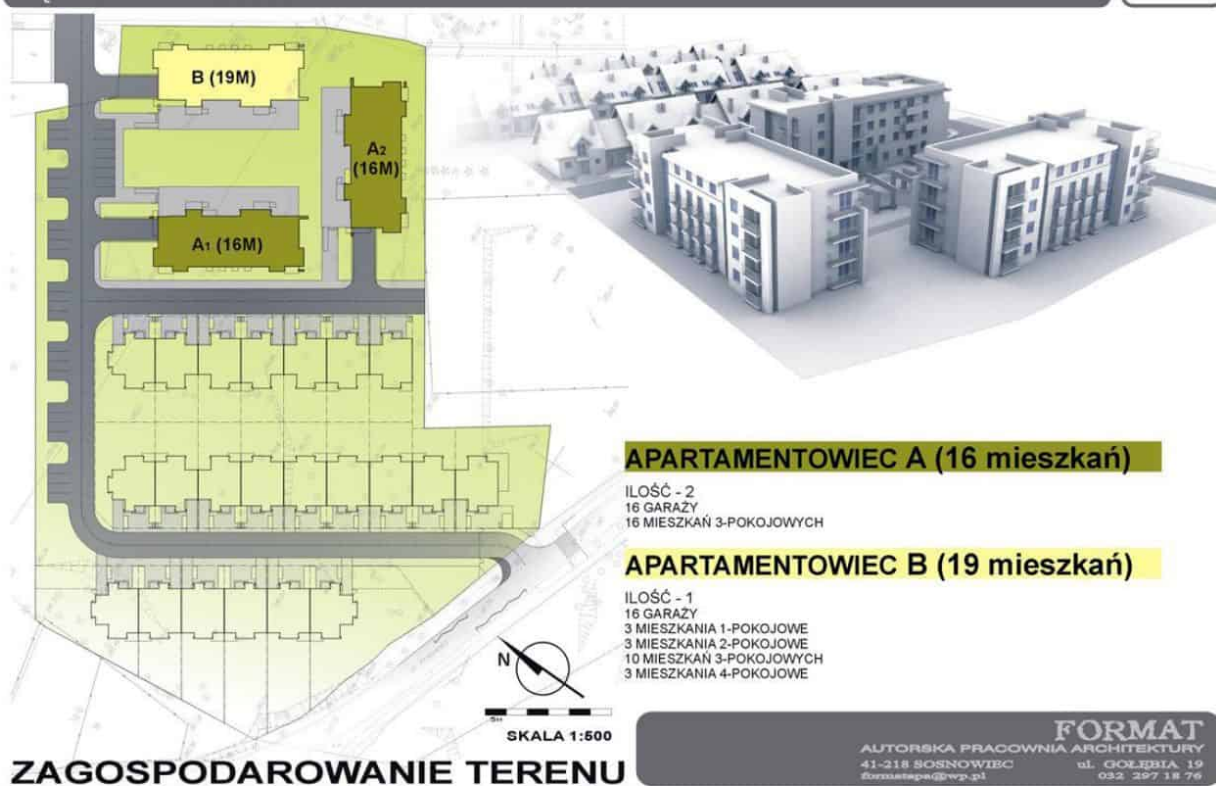 B (19M)
A2
(16M)
A1 (16M)
APARTAMENTOWIEC A (16 mieszkań)
ILOŚĆ - 2
16 GARAŻY
16 MIESZKAŃ 3-POKOJOWYCH
APARTAMENTOWIEC B (19 mieszkań)
ILOŚĆ - 1
16 GARAŻY
3 MIESZKANIA 1-POKOJOWE
3 MIESZKANIA 2-POKOJOWE
10 MIESZKAŃ 3-POKOJOWYCH
3 MIESZKANIA 4-POKOJOWE
N
5m
SKALA 1:500
ZAGOSPODAROWANIE TERENU
FORMAT
AUTORSKA PRACOWNIA ARCHITEKTURY
41-218 SOSNOWIEC ul. GOŁĘBIA 19
formatapa@wp.pl 032 297 18 76